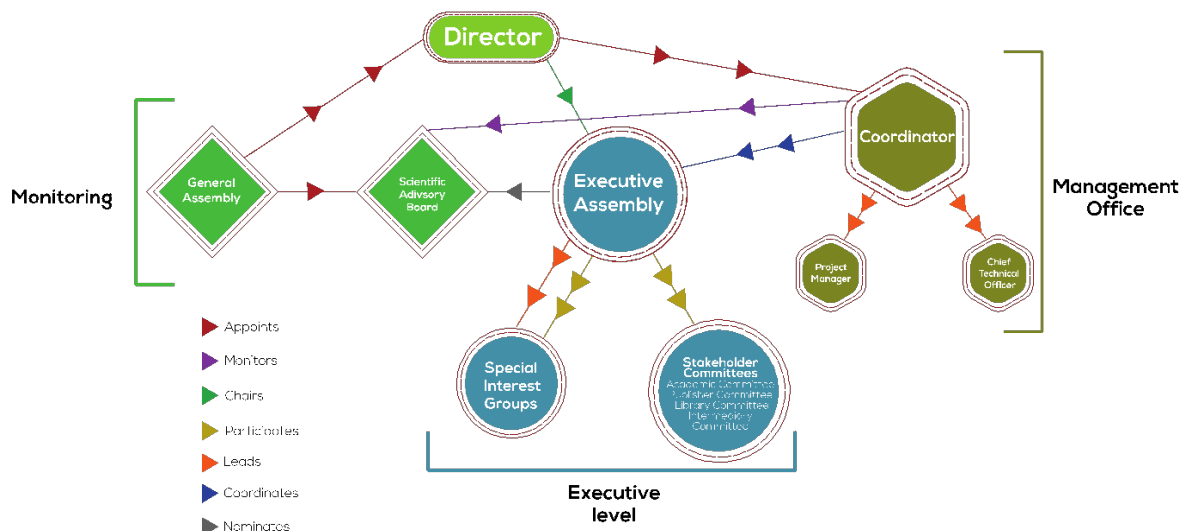 Director
Coordinator
Monitoring
General
Assembly
Scientific
Adivsory
Board
Executive
Assembly
Management
Office
Project
Manager
Chief
Technical
Officer
Appoints
Monitors
Chairs
Participates
Leads
Coordinates
Nominates
Special
Interest
Groups
Stakeholder
Committees
Academic Committee
Publisher Committee
Library Committee
Intermediary
Committee
Executive
level